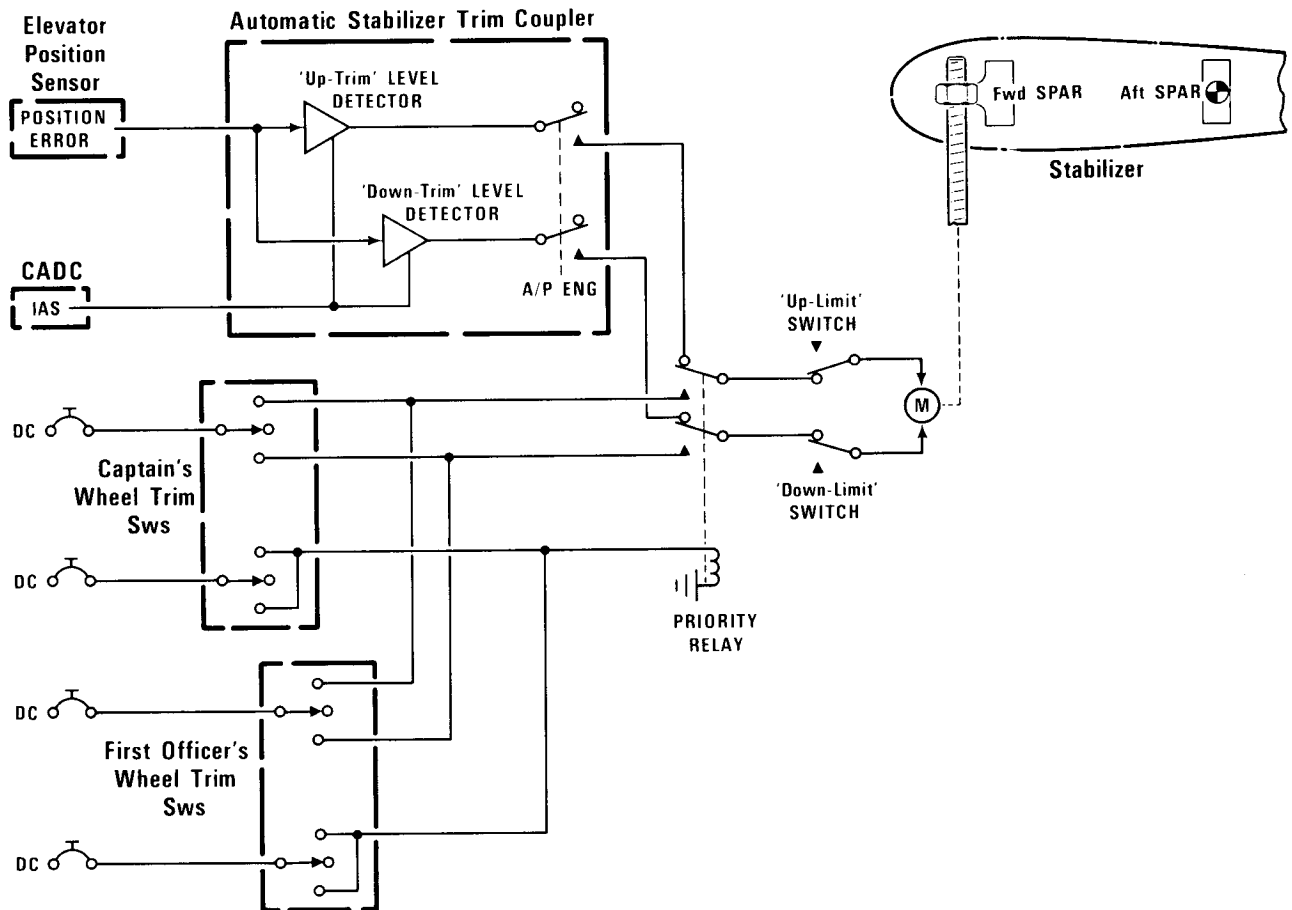 Elevator
Position
Sensor
POSITION
ERROR
Automatic Stabilizer Trim Coupler
'Up-Trim' LEVEL
DETECTOR
'Down-Trim' LEVEL
DETECTOR
A/P ENG
CADC
IAS
Fwd SPAR
Aft SPAR
Stabilizer
'Up-Limit'
SWITCH
M
'Down-Limit'
SWITCH
DC
Captain's
Wheel Trim
Sws
DC
PRIORITY
RELAY
DC
First Officer's
Wheel Trim
Sws
DC